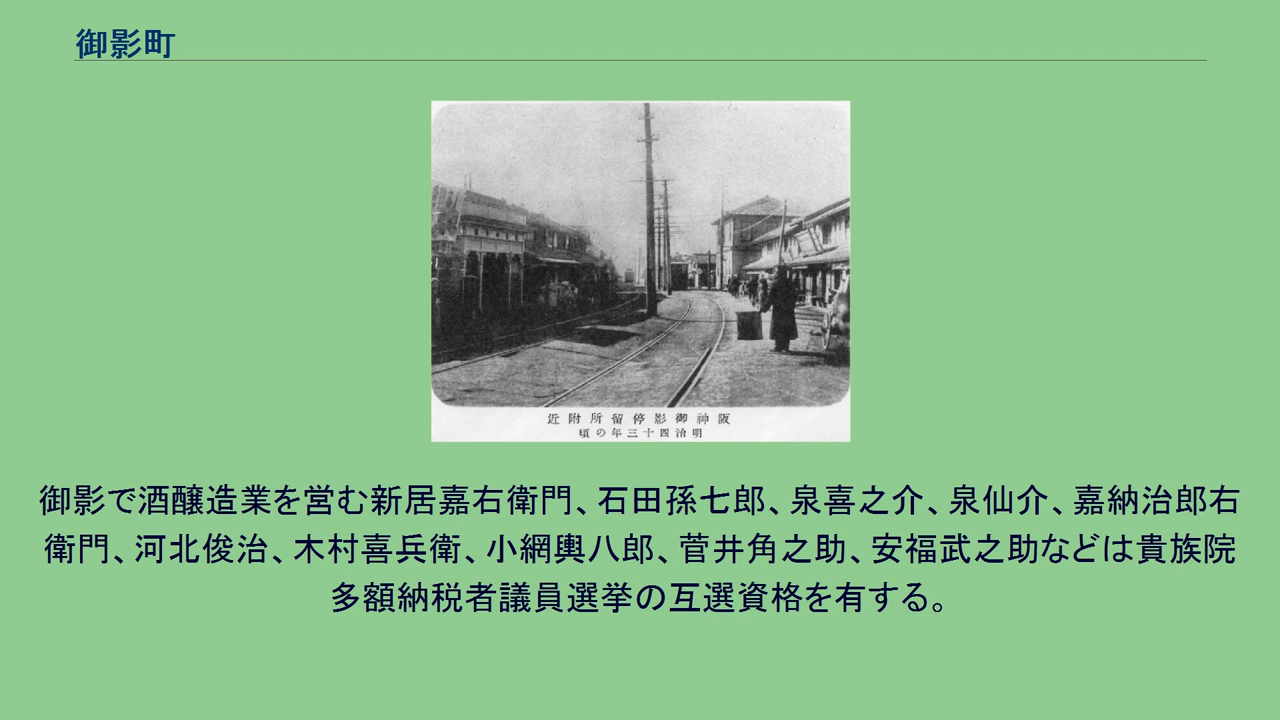 御影町
阪神御影停留所附近
明治四十三年の頃
御影で酒醸造業を営む新居嘉右衛門、石田孫七郎、泉喜之介、泉仙介、嘉納治郎右
衛門、河北俊治、木村喜兵衛、小網輿八郎、菅井角之助、安福武之助などは貴族院
多額納税者議員選挙の互選資格を有する。